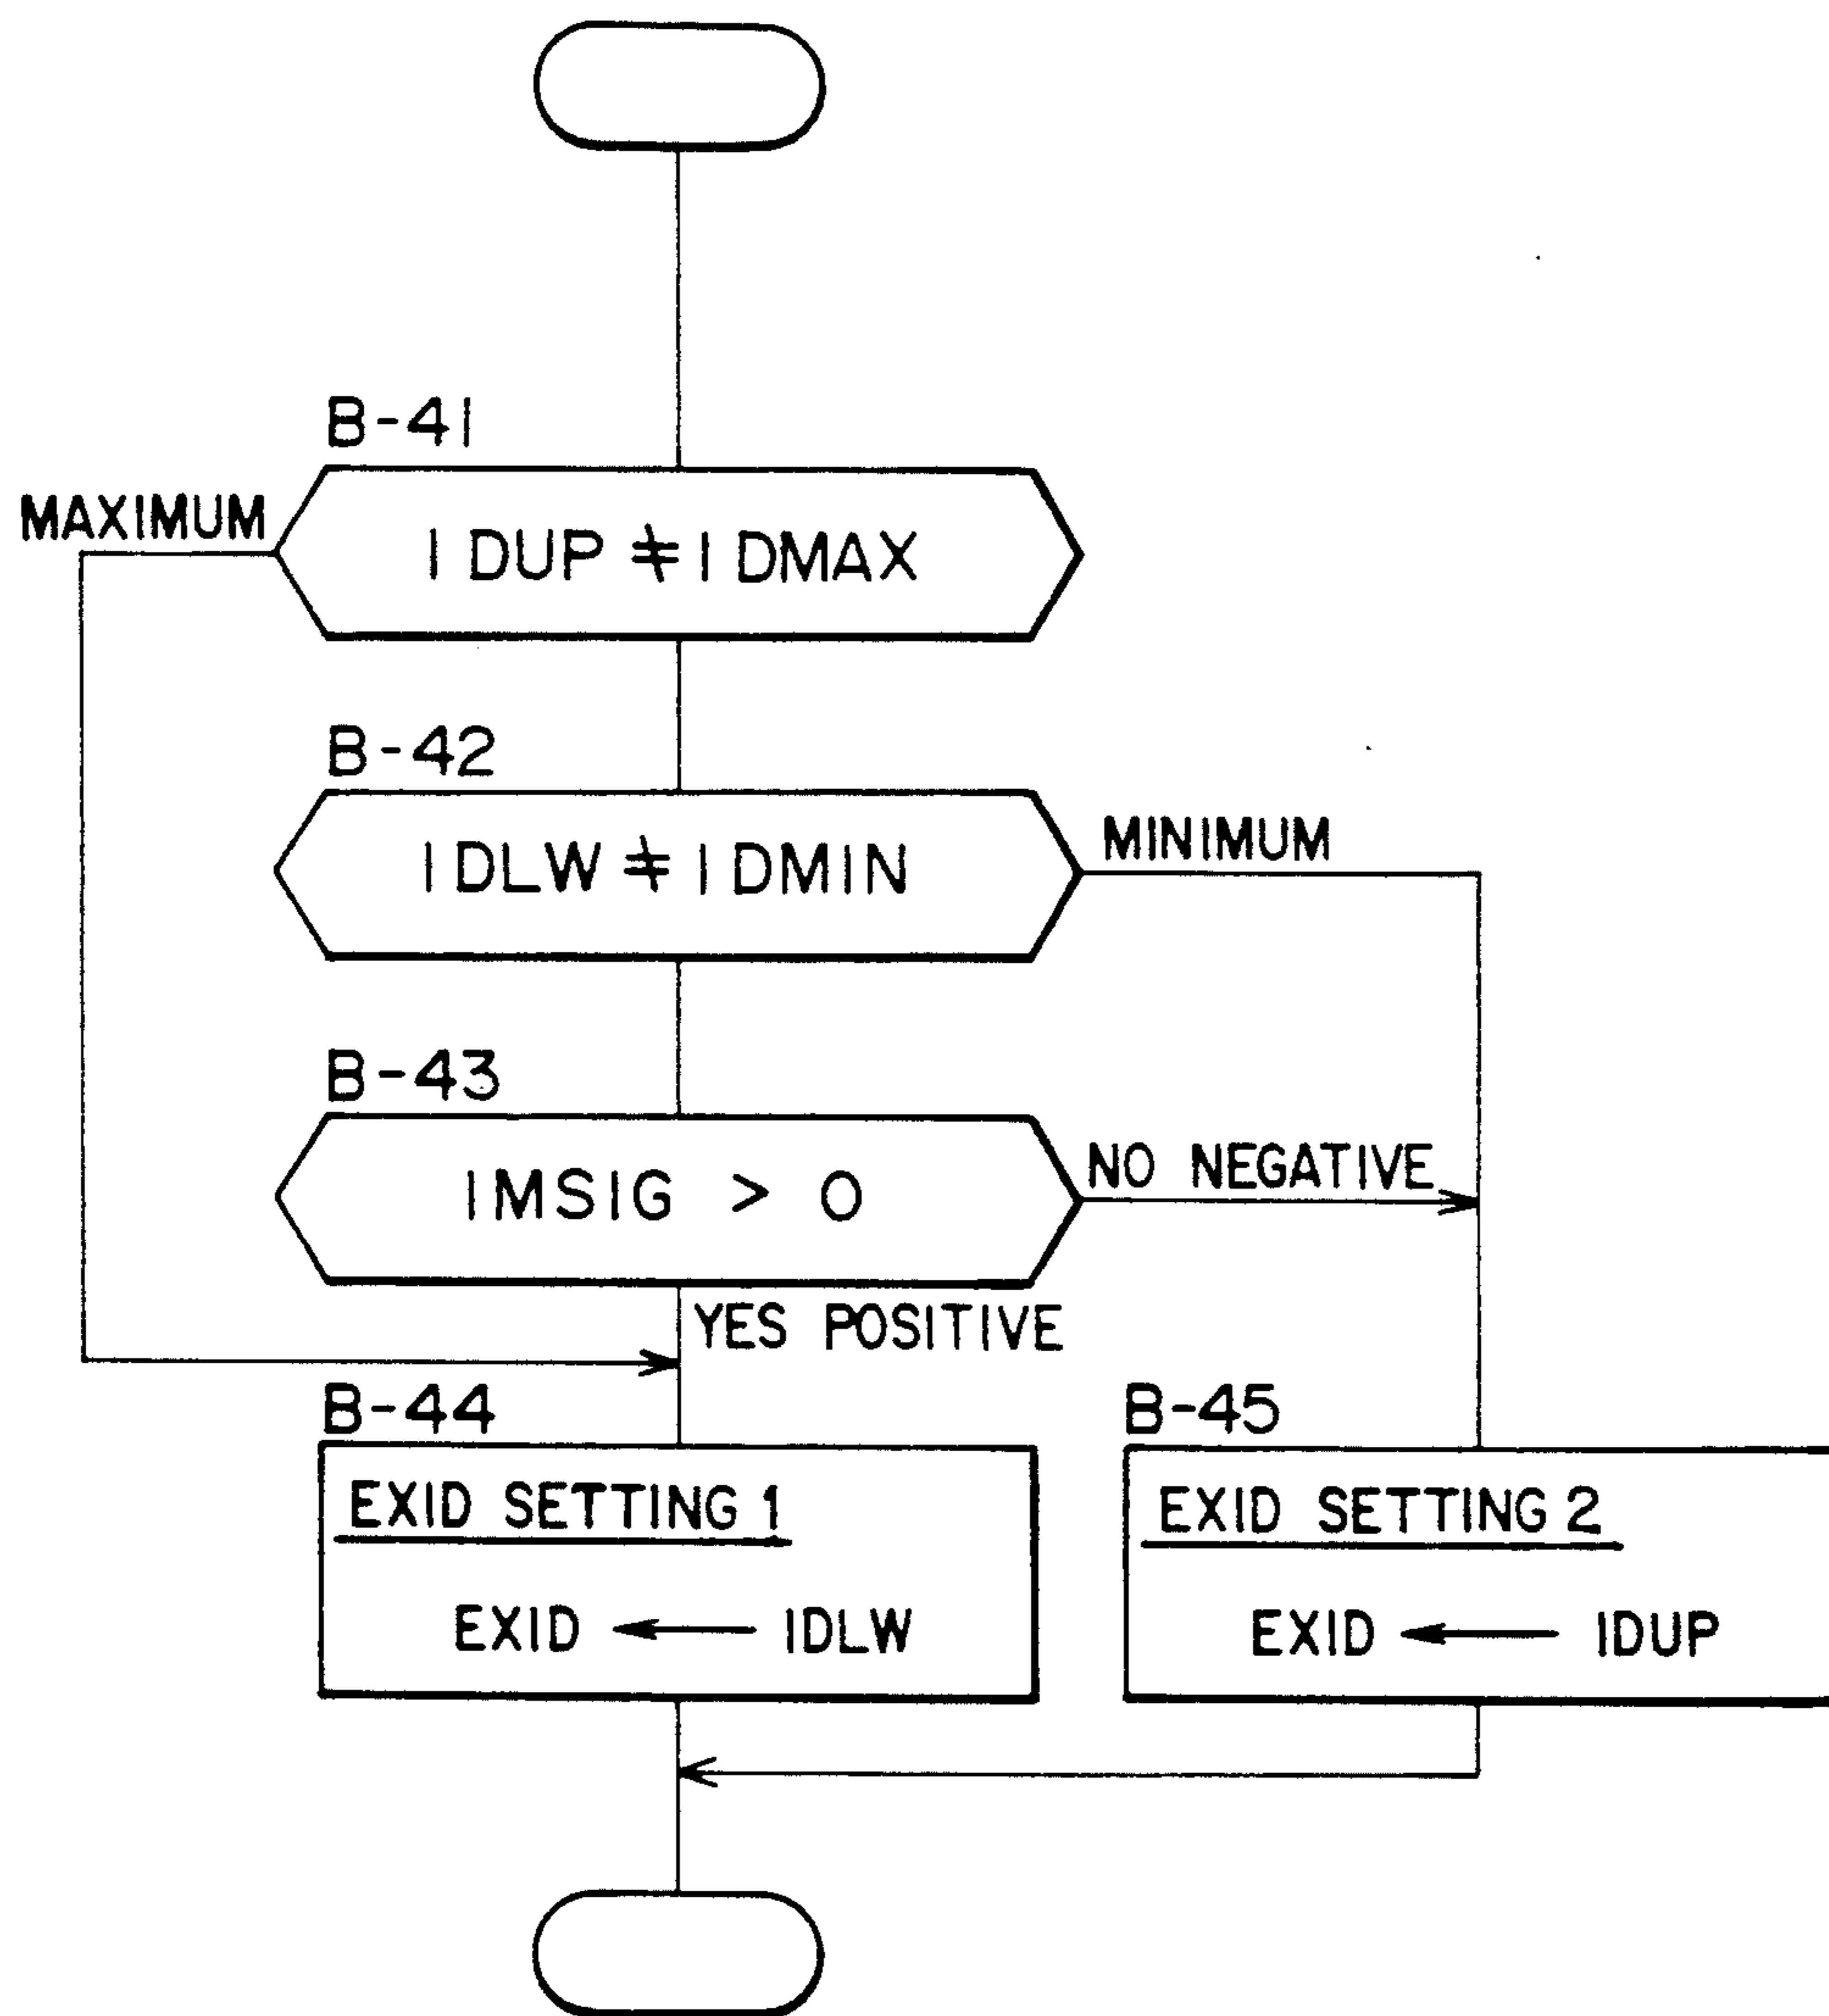 B-41
MAXIMUM
IDUP ≠ IDMAX
B-42
IDLW ≠ IDMIN
MINIMUM
B-43
IMSIG > 0
NO NEGATIVE
YES POSITIVE
B-44
EXID SETTING 1
EXID ← IDLW
B-45
EXID SETTING 2
EXID ← IDUP